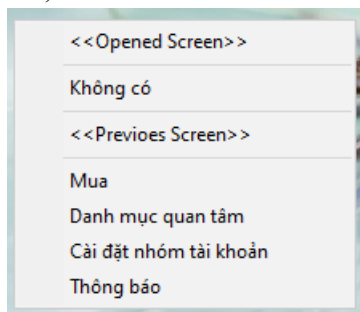 <<Opened Screen>>
Không có
<<Previoes Screen>>
Mua
Danh mục quan tâm
Cài đặt nhóm tài khoản
Thông báo